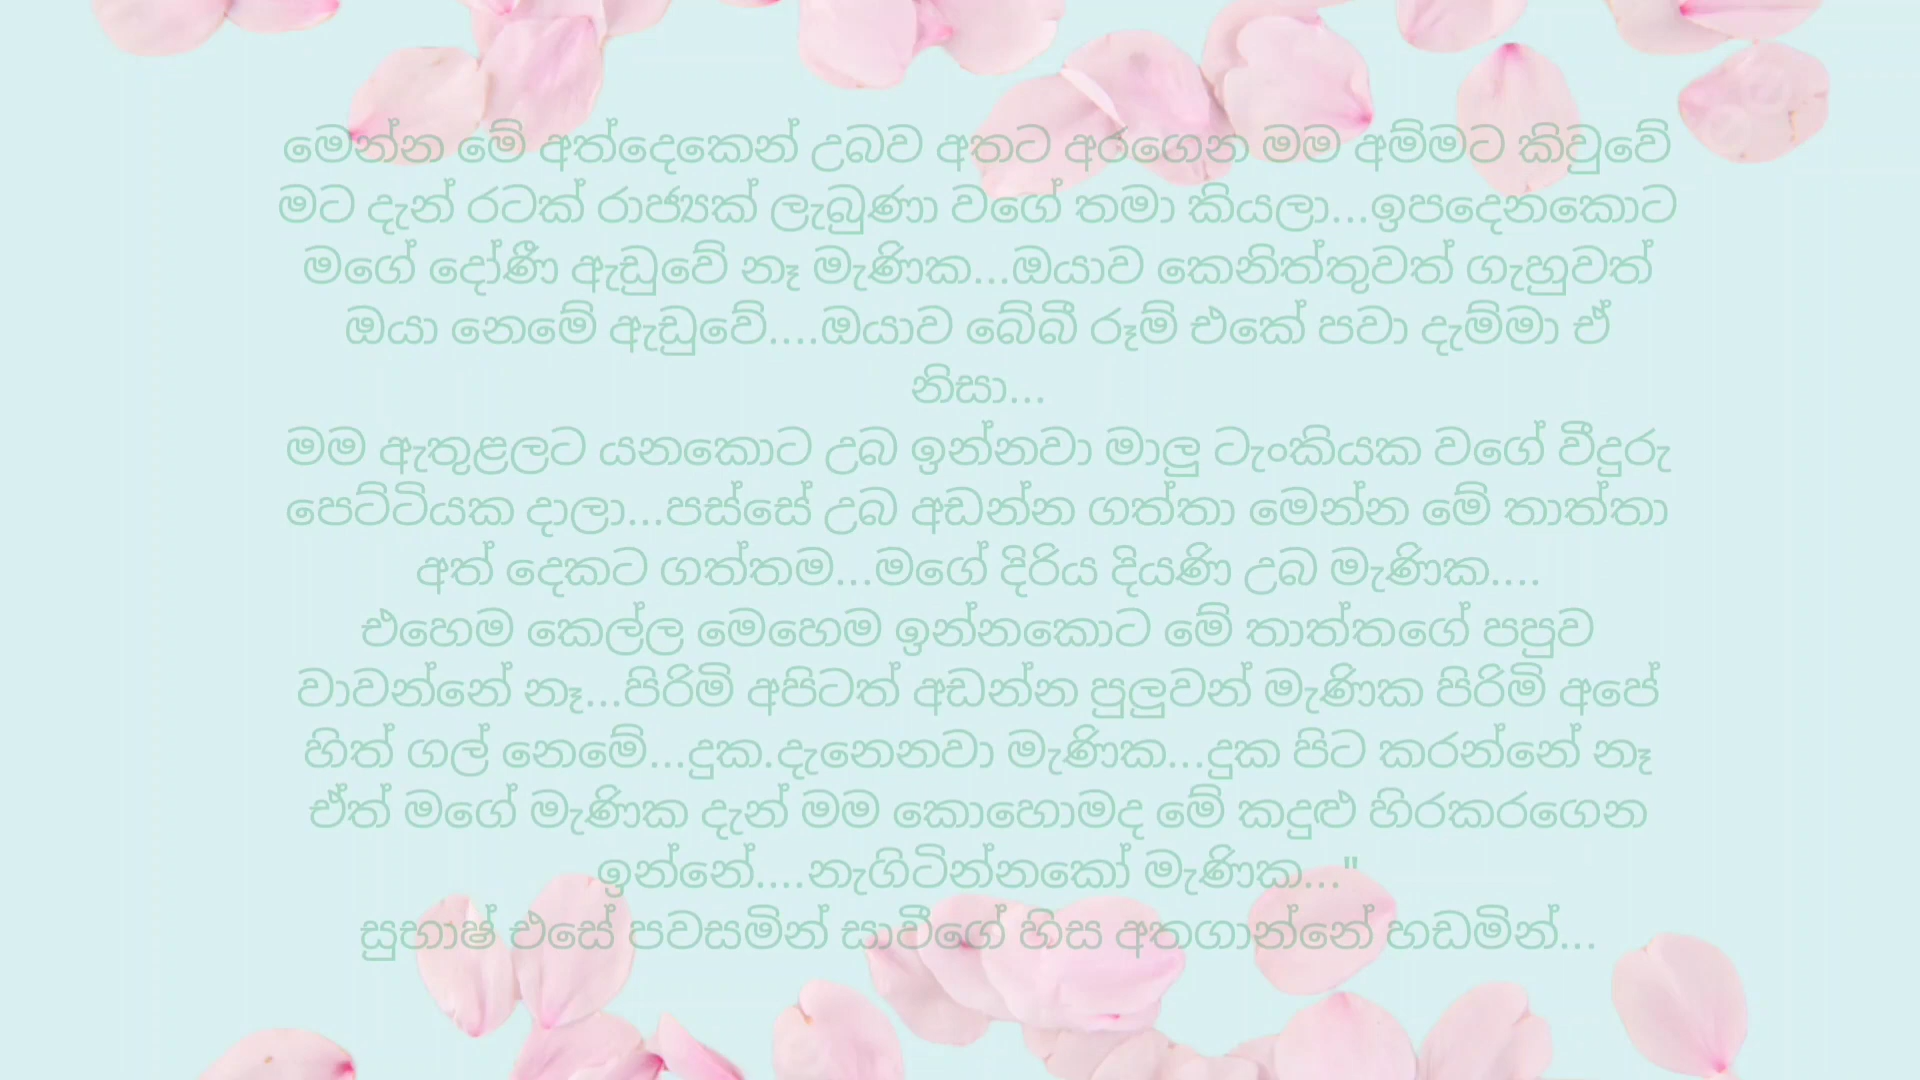 මෙන්න මේ අත්දෙකෙන් උබව අතට අරගෙන මම අම්මට කිව්වේ
මට දැන් රටක් රාජ්‍යක් ලැබුණා වගේ තමා කියලා...ඉපදෙනකොට
මගේ දෝණී ඇඩුවේ නෑ මැණික...ඔයාව කෙනිත්තුවත් ගැහුවත්
ඔයා නෙමේ ඇඩුවේ....ඔයාව බේබී රූම් එකේ පවා දැම්මා ඒ
නිසා...
මම ඇතුළලට යනකොට උබ ඉන්නවා මාලු ටැංකියක වගේ වීදුරු
පෙට්ටියක දාලා...පස්සේ උබ අඩන්න ගත්තා මෙන්න මේ තාත්තා
අත් දෙකට ගත්තම...මගේ දිරිය දියණි උබ මැණික....
එහෙම කෙල්ල මෙහෙම ඉන්නකොට මේ තාත්තගේ පපුව
වාවන්නේ නෑ...පිරිමි අපිටත් අඩන්න පුලුවන් මැණික පිරිමි අපේ
හිත් ගල් නෙමේ...දුක.දැනෙනවා මැණික...දුක පිට කරන්නේ නෑ
ඒත් මගේ මැණික දැන් මම කොහොමද මේ කදුළු හිරකරගෙන
ඉන්නේ....නැගිටින්නකෝ මැණික..."
සුභාෂ් එසේ පවසමින් සාවීගේ හිස අතගාන්නේ හඩමින්...